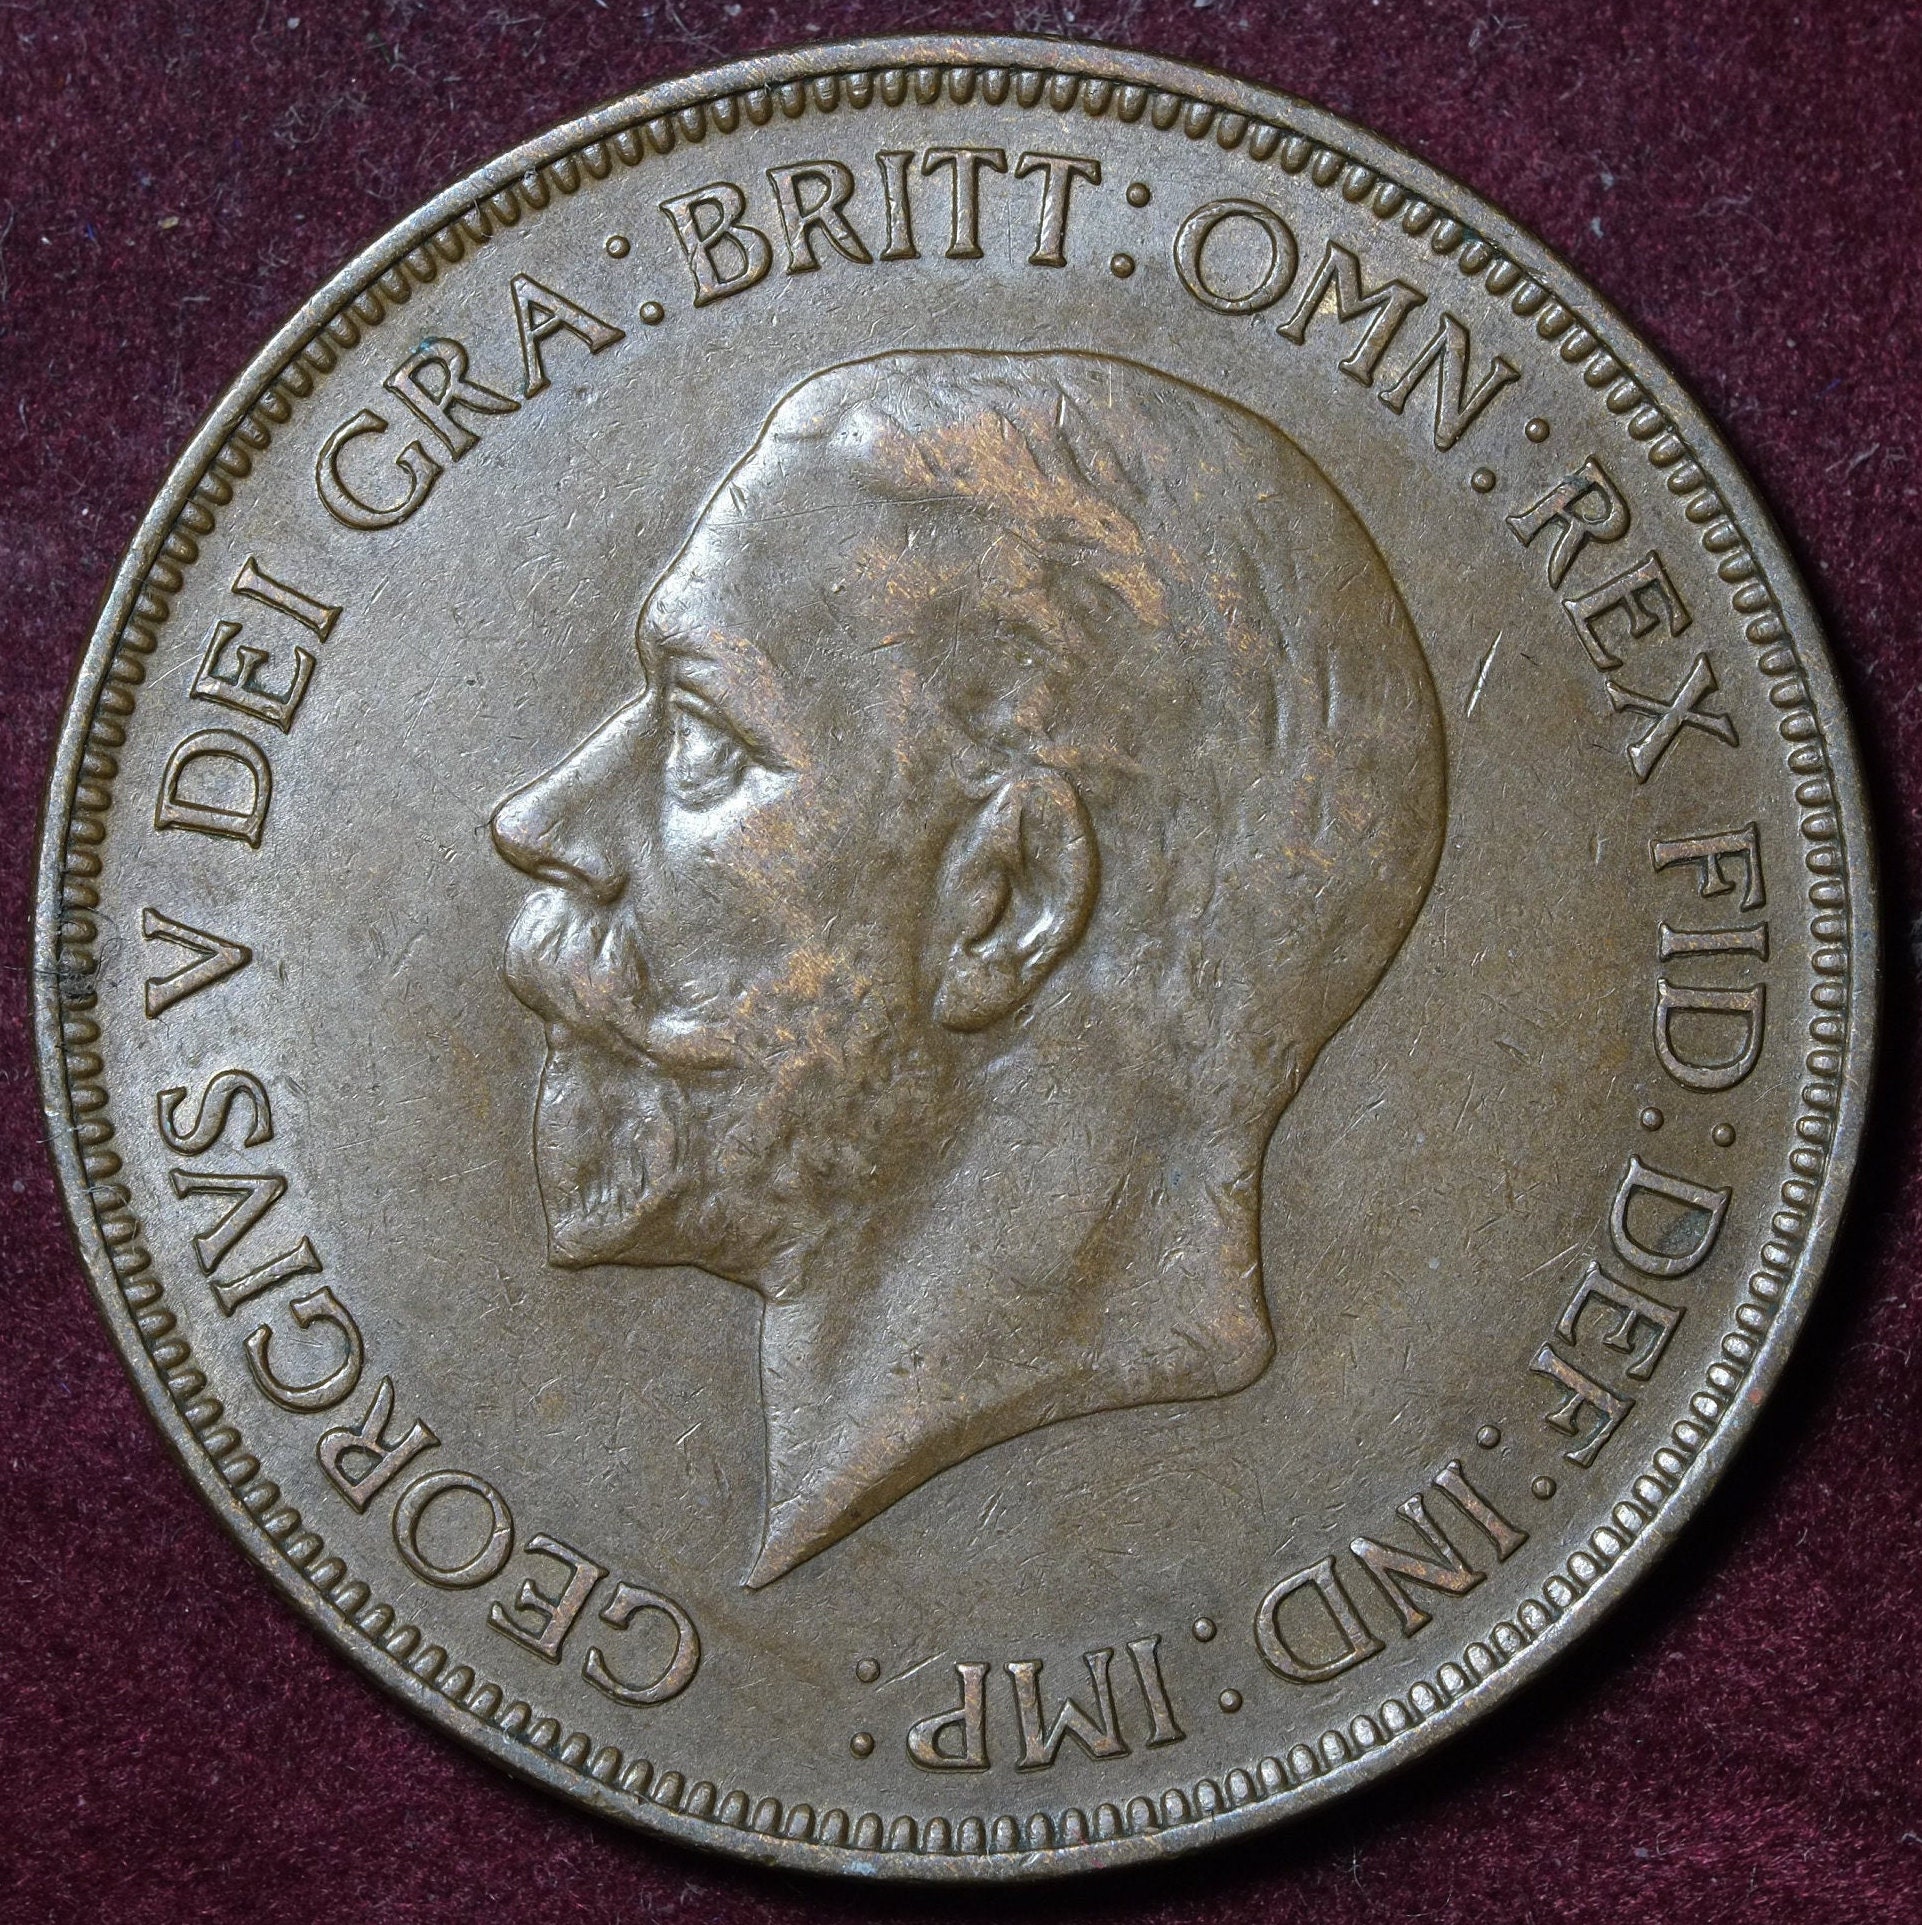 GEORGIVS V DEI GRA: BRITT: OMN: REX FID: DEF: IND: IMP: